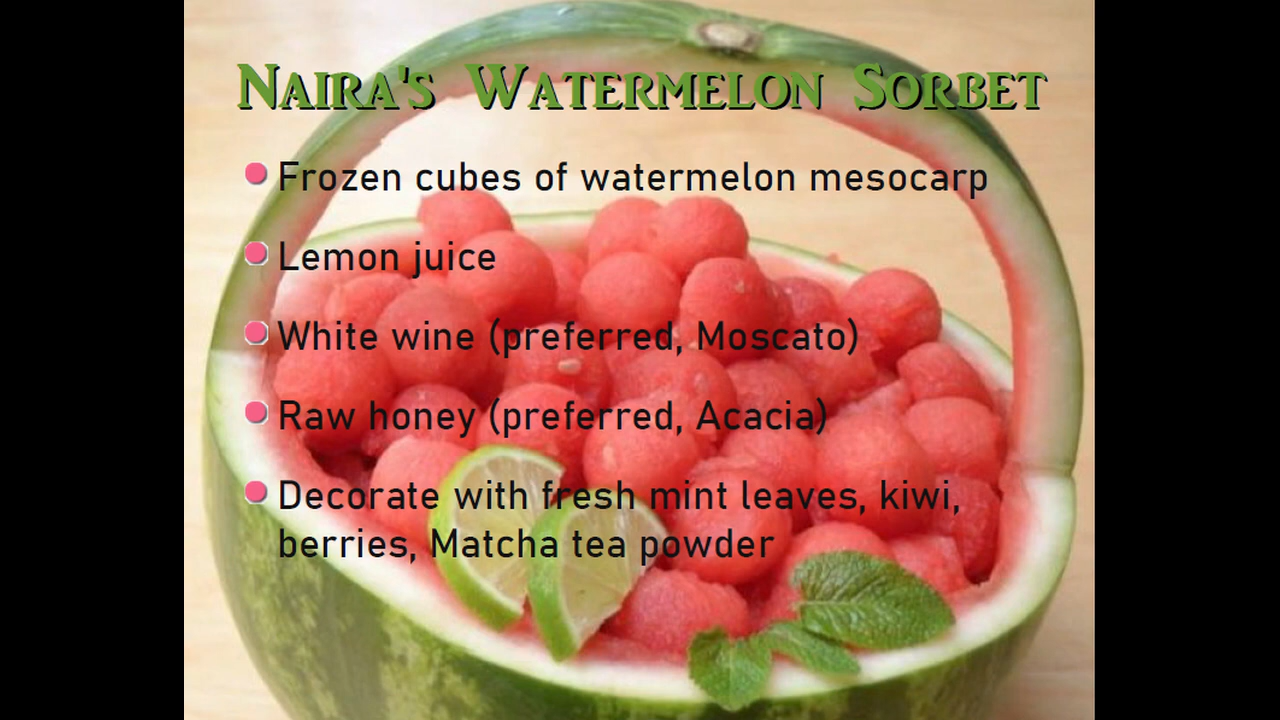 Naira's Watermelon Sorbet
Frozen cubes of watermelon mesocarp
Lemon juice
White wine (preferred, Moscato)
Raw honey (preferred, Acacia)
Decorate with fresh mint leaves, kiwi,
berries, Matcha tea powder